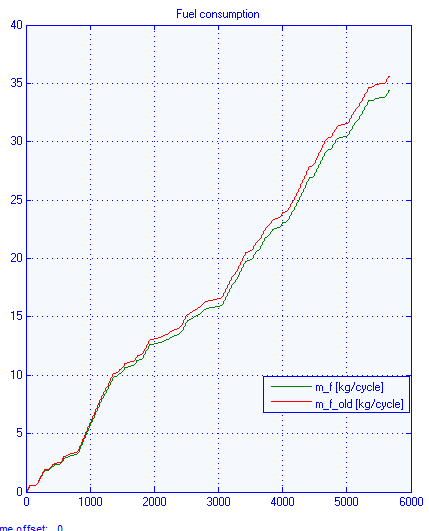 Fuel consumption
40
35
30
25
20
15
10
5
0
m_f [kg/cycle]
m_f_old [kg/cycle]
0 1000 2000 3000 4000 5000 6000
me offset: 0